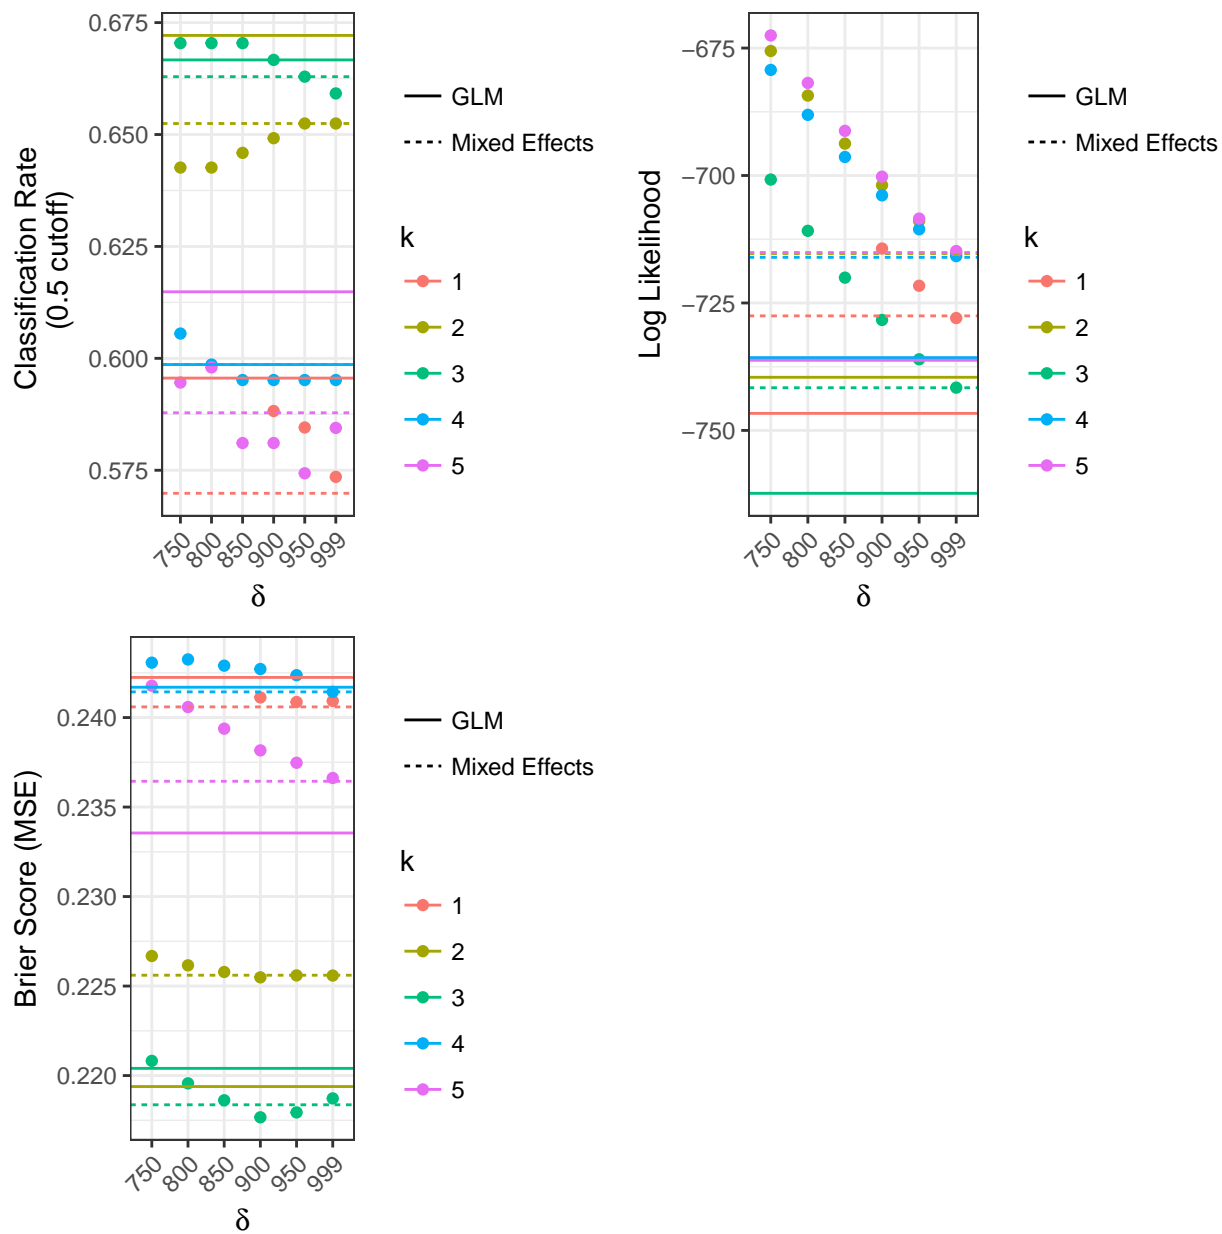 Classification Rate
(0.5 cutoff)
0.675
0.650
0.625
0.600
0.575
750
800
850
900
950
999
δ
GLM
Mixed Effects
k
1
2
3
4
5
Log Likelihood
−675
−700
−725
−750
750
800
850
900
950
999
δ
GLM
Mixed Effects
k
1
2
3
4
5
Brier Score (MSE)
0.240
0.235
0.230
0.225
0.220
750
800
850
900
950
999
δ
GLM
Mixed Effects
k
1
2
3
4
5